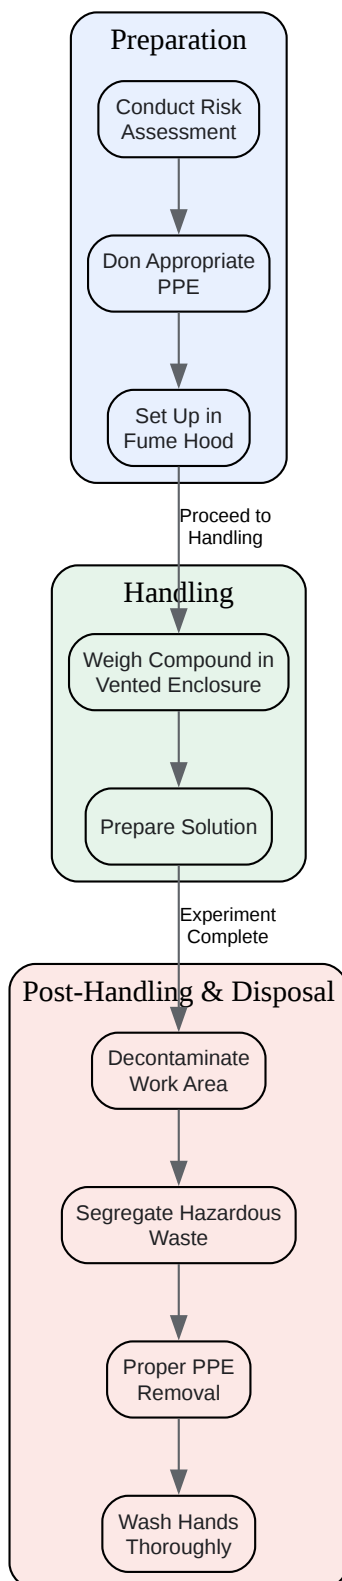 Preparation
Conduct Risk
Assessment
Don Appropriate
PPE
Set Up in
Fume Hood
Proceed to
Handling
Handling
Weigh Compound in
Vented Enclosure
Prepare Solution
Experiment
Complete
Post-Handling & Disposal
Decontaminate
Work Area
Segregate Hazardous
Waste
Proper PPE
Removal
Wash Hands
Thoroughly